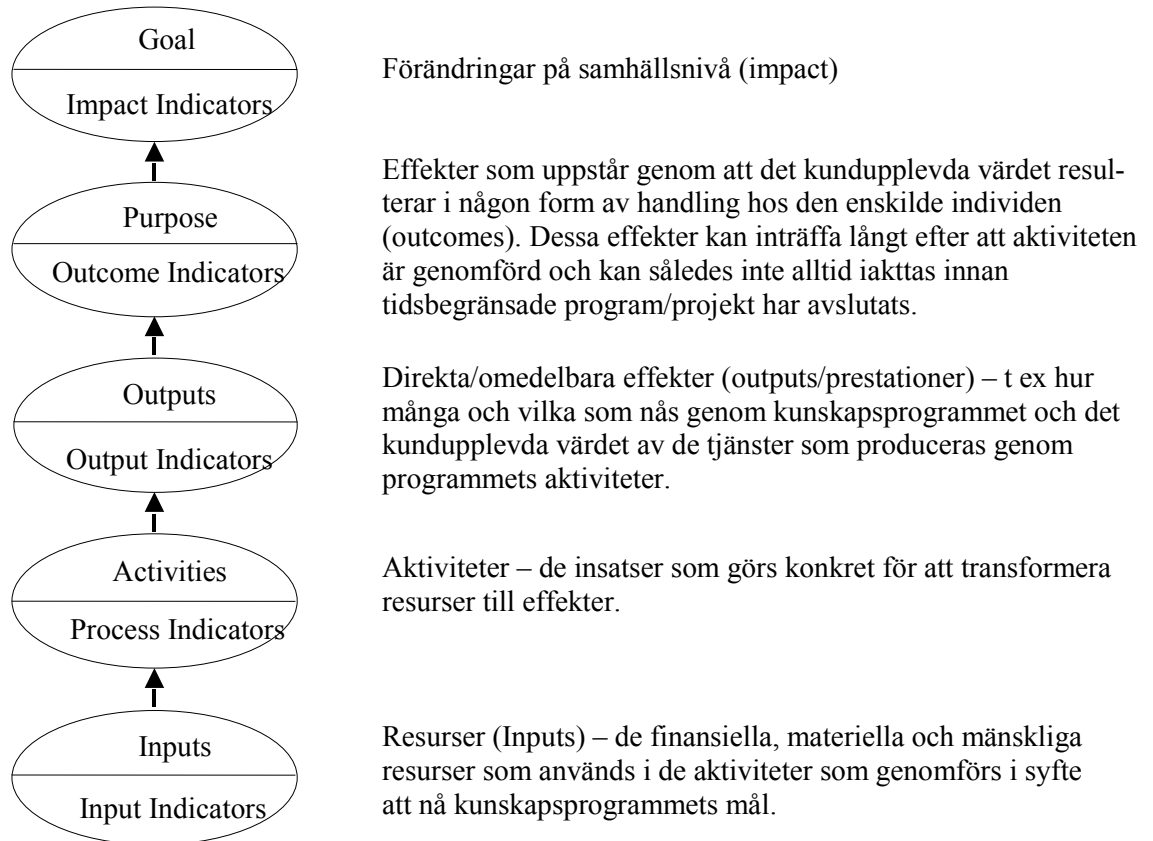 Goal
Impact Indicators
Förändringar på samhällsnivå (impact)
Purpose
Outcome Indicators
Effekter som uppstår genom att det kundupplevda värdet resul-
terar i någon form av handling hos den enskilde individen
(outcomes). Dessa effekter kan inträffa långt efter att aktiviteten
är genomförd och kan således inte alltid iakttas innan
tidsbegränsade program/projekt har avslutats.
Outputs
Output Indicators
Direkta/omedelbara effekter (outputs/prestationer) – t ex hur
många och vilka som nås genom kunskapsprogrammet och det
kundupplevda värdet av de tjänster som produceras genom
programmets aktiviteter.
Activities
Process Indicators
Aktiviteter – de insatser som görs konkret för att transformera
resurser till effekter.
Inputs
Input Indicators
Resurser (Inputs) – de finansiella, materiella och mänskliga
resurser som används i de aktiviteter som genomförs i syfte
att nå kunskapsprogrammets mål.